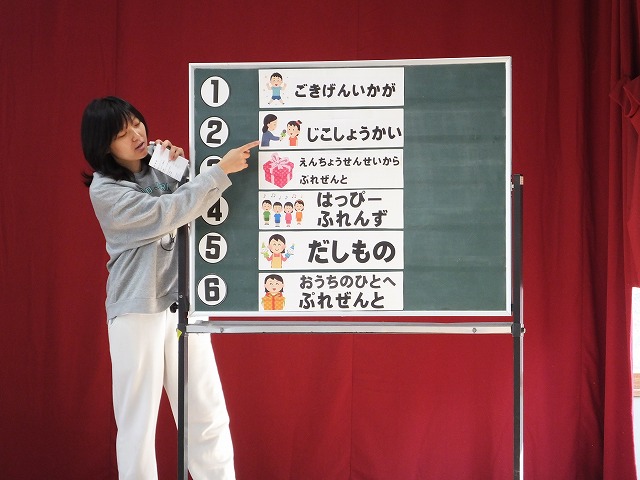 1 ごきげんいかが
2 じこしょうかい
えんちょうせんせいから
ぷれぜんと
4 はっぴー
ふれんず
5 だしもの
6 おうちのひとへ
ぷれぜんと